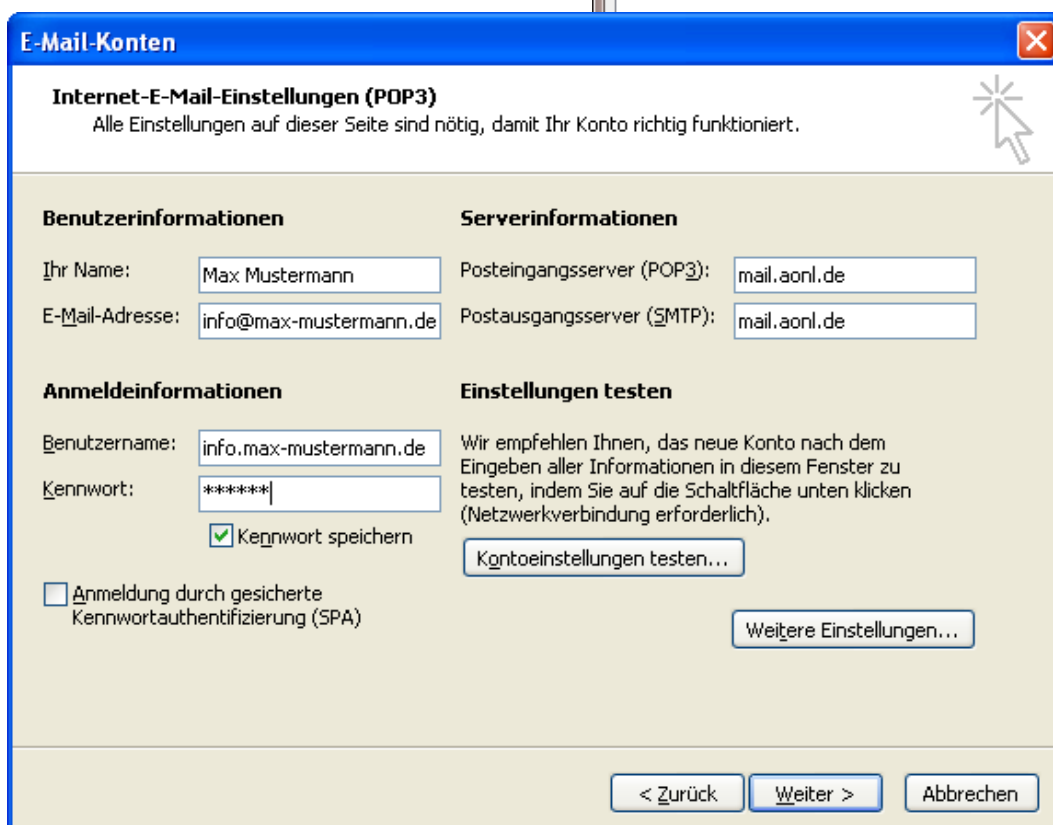 E-Mail-Konten
Internet-E-Mail-Einstellungen (POP3)
Alle Einstellungen auf dieser Seite sind nötig, damit Ihr Konto richtig funktioniert.
Benutzerinformationen
Ihr Name: Max Mustermann
E-Mail-Adresse: info@max-mustermann.de
Serverinformationen
Posteingangsserver (POP3): mail.aonl.de
Postausgangsserver (SMTP): mail.aonl.de
Anmeldeinformationen
Benutzername: info.max-mustermann.de
Kennwort: ******
Kennwort speichern
Anmeldung durch gesicherte
Kennwortauthentifizierung (SPA)
Einstellungen testen
Wir empfehlen Ihnen, das neue Konto nach dem
Eingeben aller Informationen in diesem Fenster zu
testen, indem Sie auf die Schaltfläche unten klicken
(Netzwerkverbindung erforderlich).
Kontoeinstellungen testen...
Weitere Einstellungen...
< Zurück
Weiter >
Abbrechen